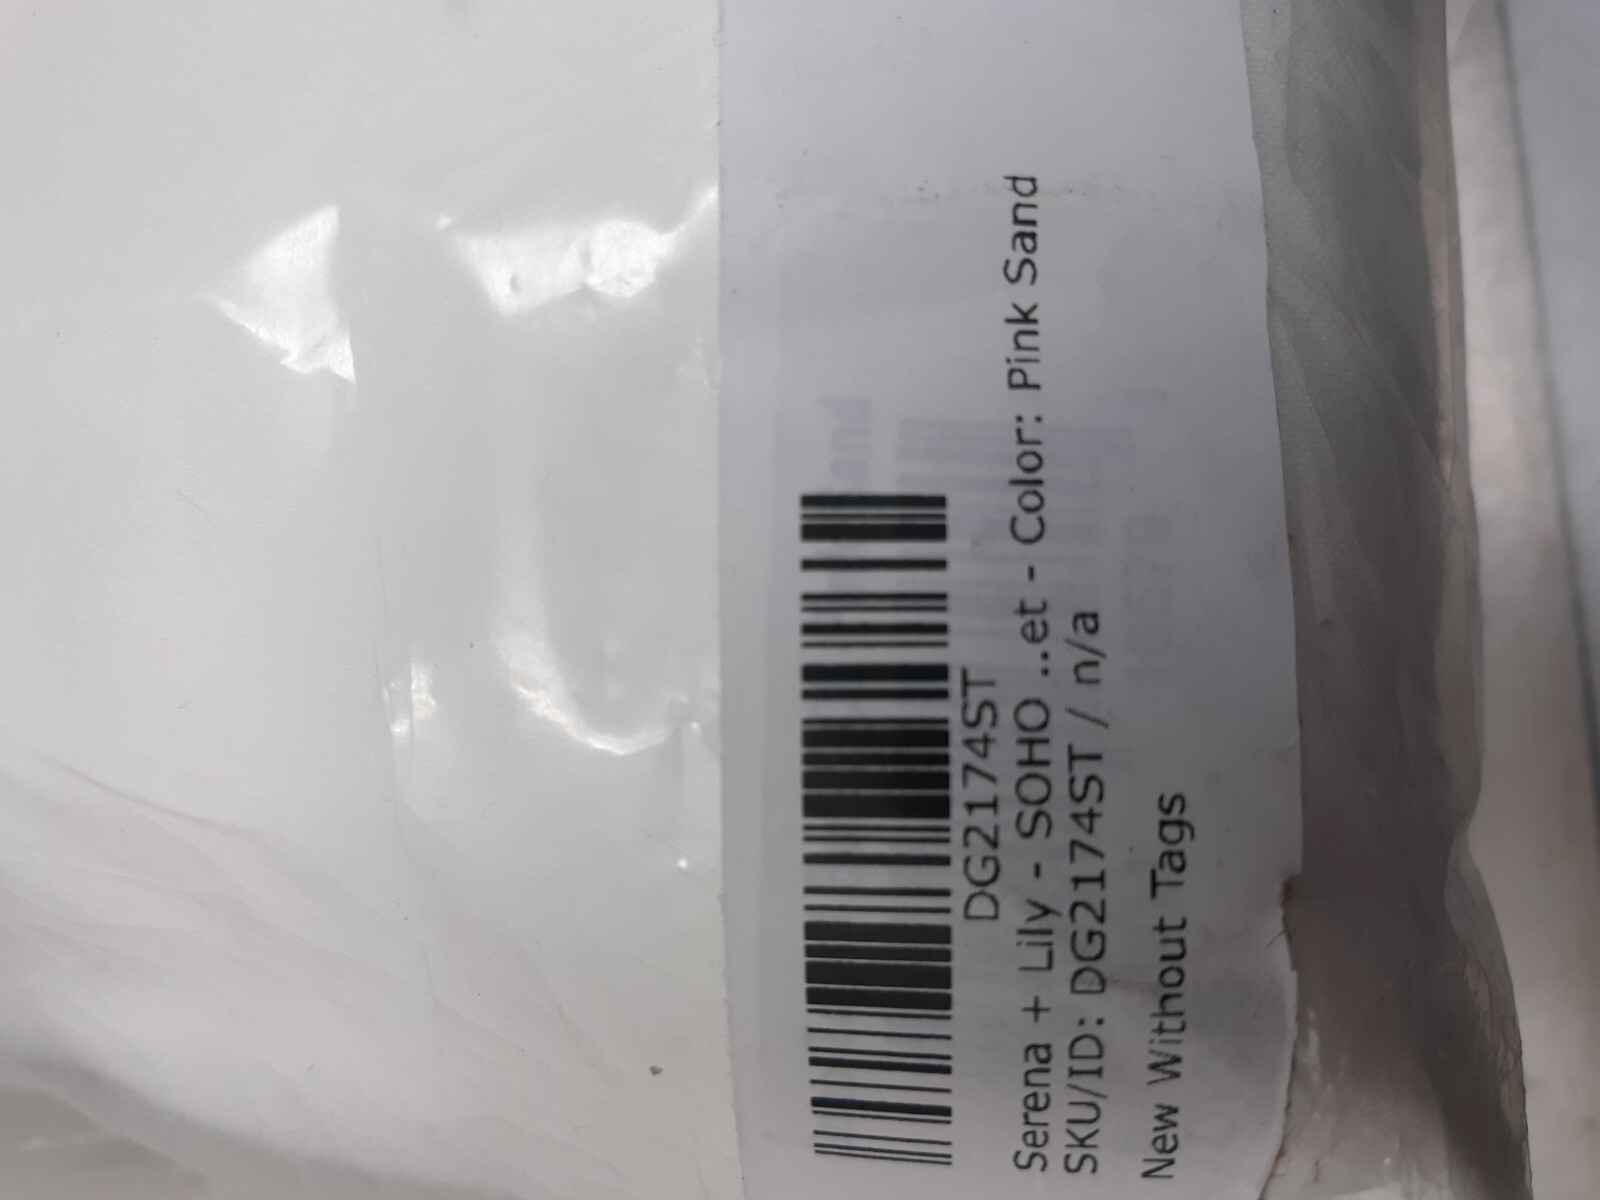 DG2174ST
Serena + Lily - SOHO ...et - Color: Pink Sand
SKU/ID: DG2174ST / n/a
New Without Tags